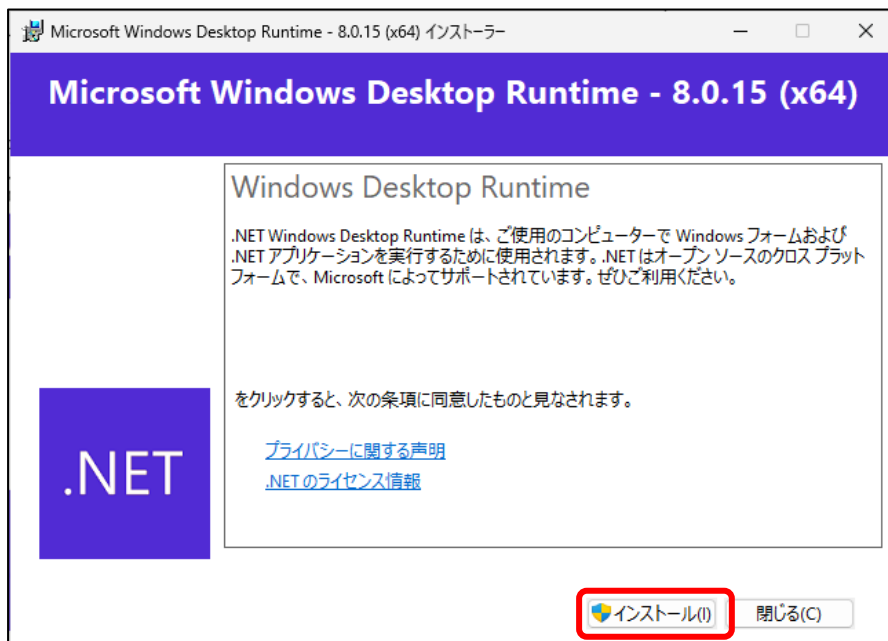 Microsoft Windows Desktop Runtime - 8.0.15 (x64) インストーラー
Microsoft Windows Desktop Runtime - 8.0.15 (x64)
Windows Desktop Runtime
.NET Windows Desktop Runtime は、ご使用のコンピューターで Windows フォームおよび
.NET アプリケーションを実行するために使用されます。.NET はオープン ソースのクロス プラット
フォームで、Microsoft によってサポートされています。ぜひご利用ください。
をクリックすると、次の条項に同意したものと見なされます。
プライバシーに関する声明
.NET のライセンス情報
.NET
インストール(I)
閉じる(C)